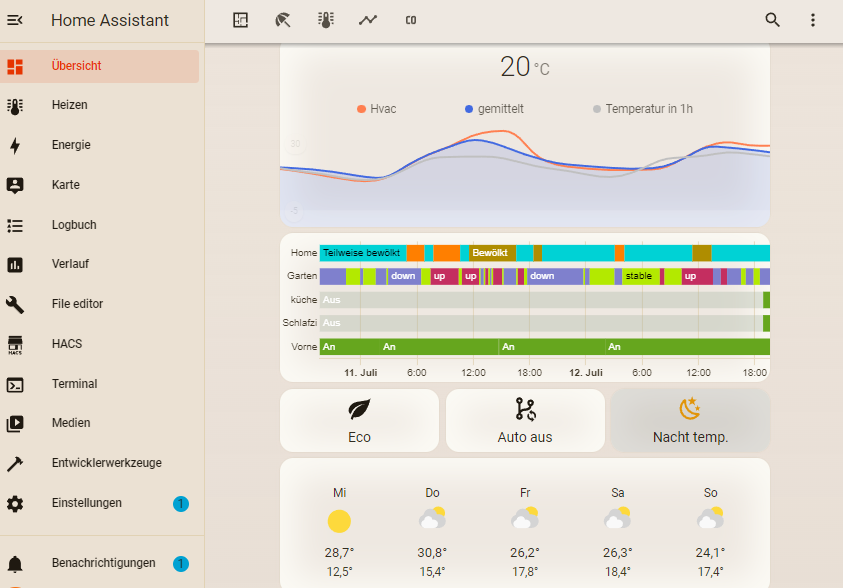 Home Assistant
Übersicht
Heizen
Energie
Karte
Logbuch
Verlauf
File editor
HACS
HACS
Terminal
Medien
Entwicklerwerkzeuge
Einstellungen 1
Benachrichtigungen 1
CO
20 °C
Hvac gemittelt Temperatur in 1h
30
-5
Home Teilweise bewölkt Bewölkt
Garten down up up down stable up
küche Aus
Schlafzi Aus
Vorne An An An An
11. Juli 6:00 12:00 18:00 12. Juli 6:00 12:00 18:00
Eco Auto aus Nacht temp.
Mi Do Fr Sa So
28,7° 30,8° 26,2° 26,3° 24,1°
12,5° 15,4° 17,8° 18,4° 17,4°